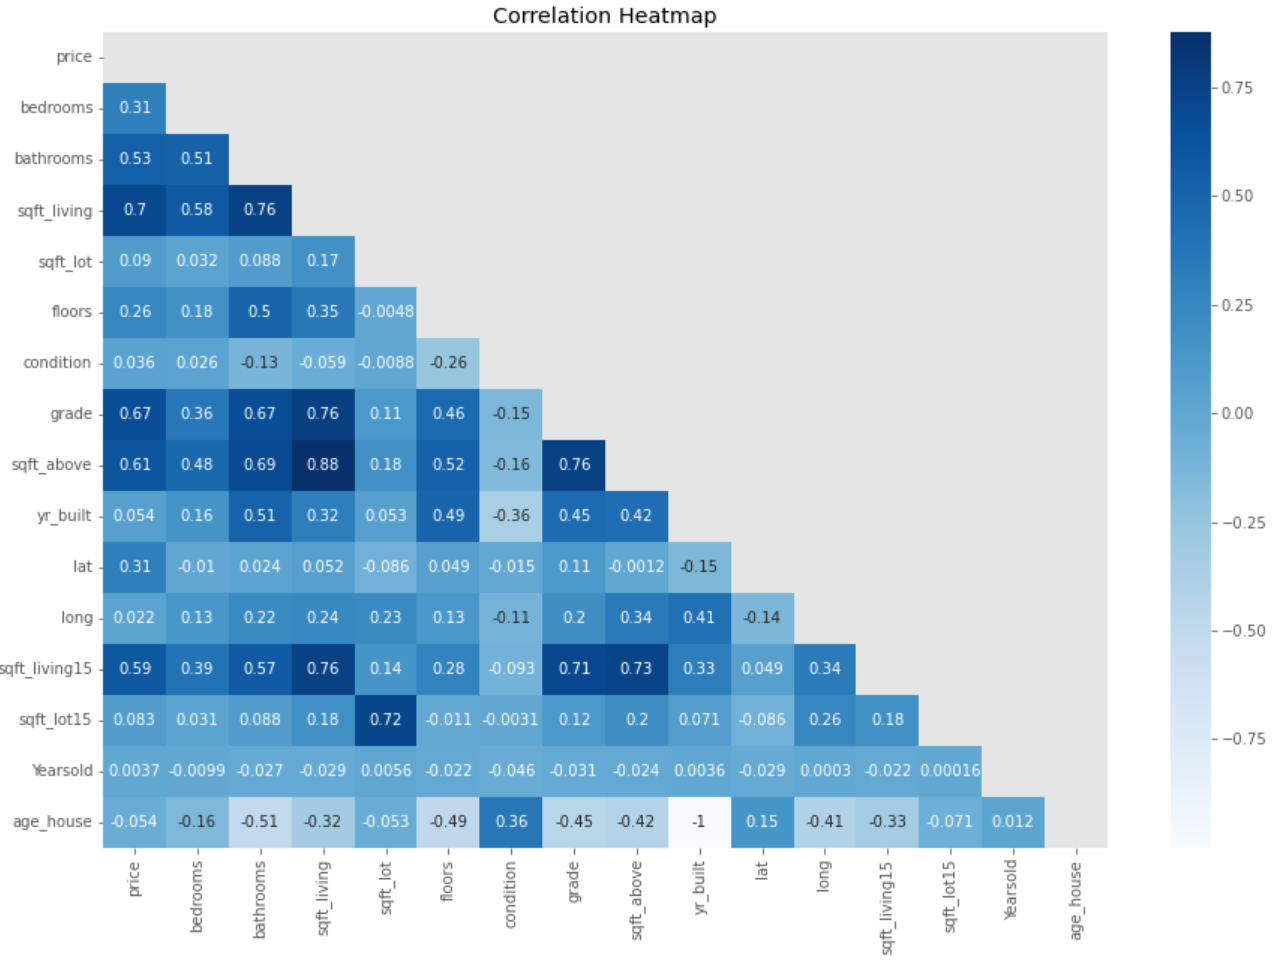 Correlation Heatmap
price
bedrooms 0.31
bathrooms 0.53 0.51
sqft_living 0.7 0.58 0.76
sqft_lot 0.09 0.032 0.088 0.17
floors 0.26 0.18 0.5 0.35 -0.0048
condition 0.036 0.026 -0.13 -0.059 -0.0088 -0.26
grade 0.67 0.36 0.67 0.76 0.11 0.46 -0.15
sqft_above 0.61 0.48 0.69 0.88 0.18 0.52 -0.16 0.76
yr_built 0.054 0.16 0.51 0.32 0.053 0.49 -0.36 0.45 0.42
lat 0.31 -0.01 0.024 0.052 -0.086 0.049 -0.015 0.11 -0.0012 -0.15
long 0.022 0.13 0.22 0.24 0.23 0.13 -0.11 0.2 0.34 0.41 -0.14
sqft_living15 0.59 0.39 0.57 0.76 0.14 0.28 -0.093 0.71 0.73 0.33 0.049 0.34
sqft_lot15 0.083 0.031 0.088 0.18 0.72 -0.011 -0.0031 0.12 0.2 0.071 -0.086 0.26 0.18
Yearsold 0.0037 -0.0099 -0.027 -0.029 0.0056 -0.022 -0.046 -0.031 -0.024 0.0036 -0.029 0.0003 -0.022 0.00016
age_house -0.054 -0.16 -0.51 -0.32 -0.053 -0.49 0.36 -0.45 -0.42 -1 0.15 -0.41 -0.33 -0.071 0.012
price bedrooms bathrooms sqft_living sqft_lot floors condition grade sqft_above yr_built lat long sqft_living15 sqft_lot15 Yearsold age_house
0.75
0.50
0.25
0.00
−0.25
−0.50
−0.75